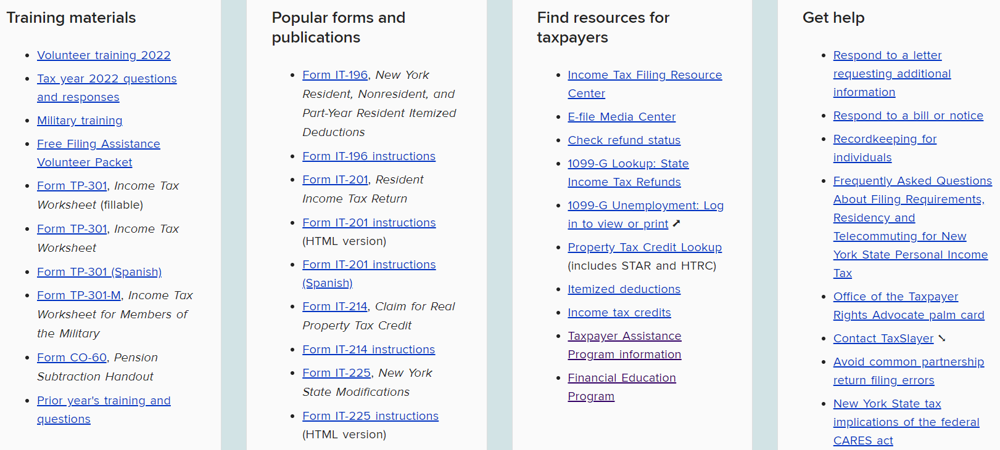 Training materials
Volunteer training 2022
Tax year 2022 questions
and responses
Military training
Free Filing Assistance
Volunteer Packet
Form TP-301, Income Tax
Worksheet (fillable)
Form TP-301, Income Tax
Worksheet
Form TP-301 (Spanish)
Form TP-301-M, Income Tax
Worksheet for Members of
the Military
Form CO-60, Pension
Subtraction Handout
Prior year's training and
questions
Popular forms and
publications
Form IT-196, New York
Resident, Nonresident, and
Part-Year Resident Itemized
Deductions
Form IT-196 instructions
Form IT-201, Resident
Income Tax Return
Form IT-201 instructions
(HTML version)
Form IT-201 instructions
(Spanish)
Form IT-214, Claim for Real
Property Tax Credit
Form IT-214 instructions
Form IT-225, New York
State Modifications
Form IT-225 instructions
(HTML version)
Find resources for
taxpayers
Income Tax Filing Resource
Center
E-file Media Center
Check refund status
1099-G Lookup: State
Income Tax Refunds
1099-G Unemployment: Log
in to view or print
Property Tax Credit Lookup
(includes STAR and HTRC)
Itemized deductions
Income tax credits
Taxpayer Assistance
Program information
Financial Education
Program
Get help
Respond to a letter
requesting additional
information
Respond to a bill or notice
Recordkeeping for
individuals
Frequently Asked Questions
About Filing Requirements,
Residency and
Telecommuting for New
York State Personal Income
Tax
Office of the Taxpayer
Rights Advocate palm card
Contact TaxSlayer
Avoid common partnership
return filing errors
New York State tax
implications of the federal
CARES act